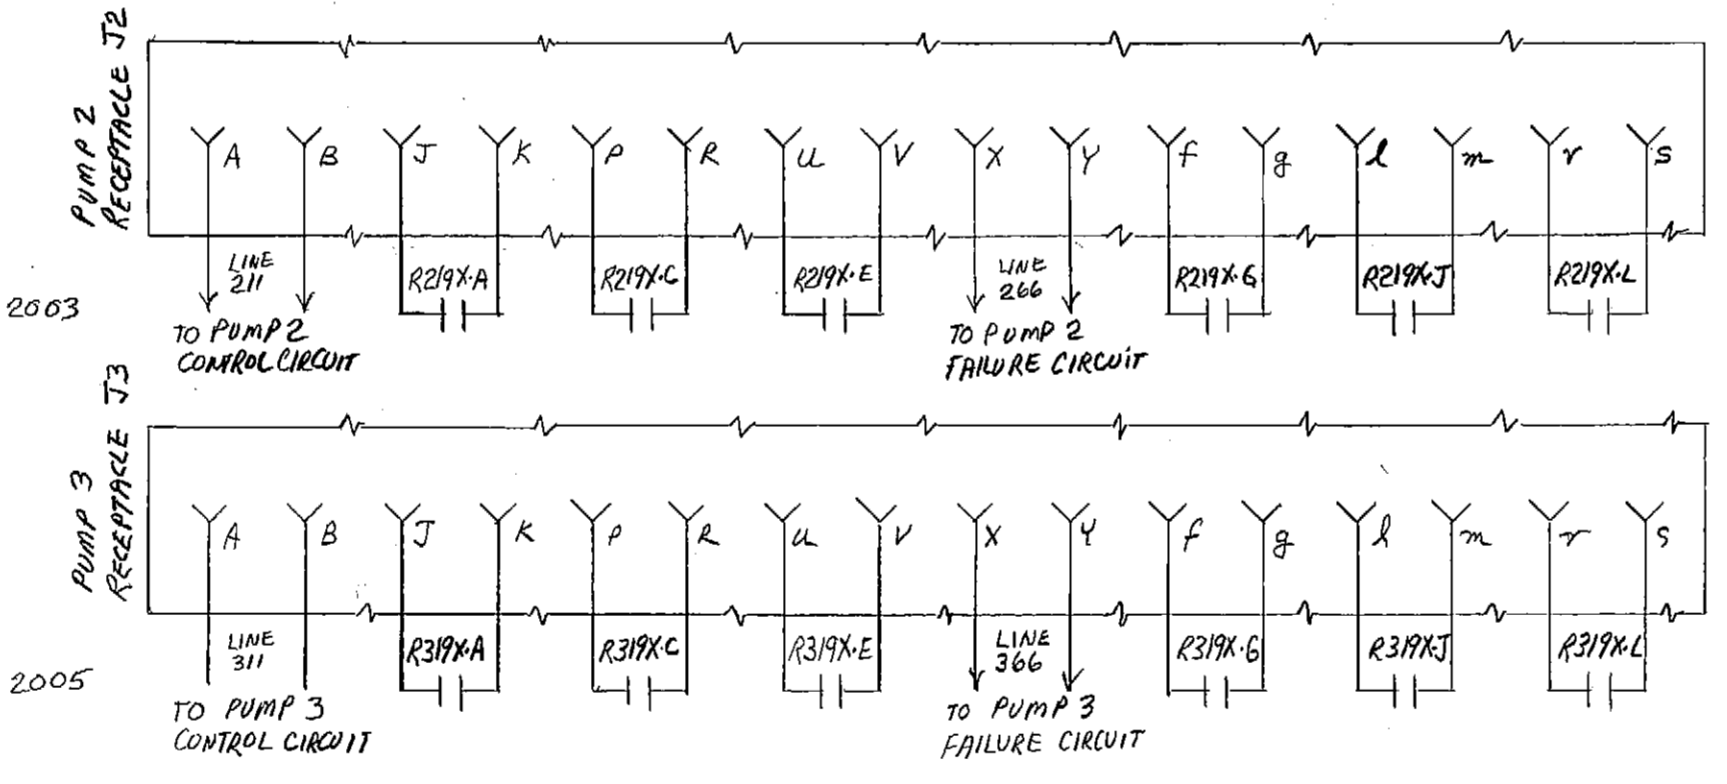 PUMP 2
RECEPTACLE J2
A B J K P R U V X Y f g l m r s
LINE
211
R219X·A R219X·C R219X·E
LINE
266
R219X·G R219X·J R219X·L
2003
TO PUMP 2
CONTROL CIRCUIT
TO PUMP 2
FAILURE CIRCUIT
PUMP 3
RECEPTACLE J3
A B J K P R U V X Y f g l m r s
LINE
311
R319X·A R319X·C R319X·E
LINE
366
R319X·G R319X·J R319X·L
2005
TO PUMP 3
CONTROL CIRCUIT
TO PUMP 3
FAILURE CIRCUIT